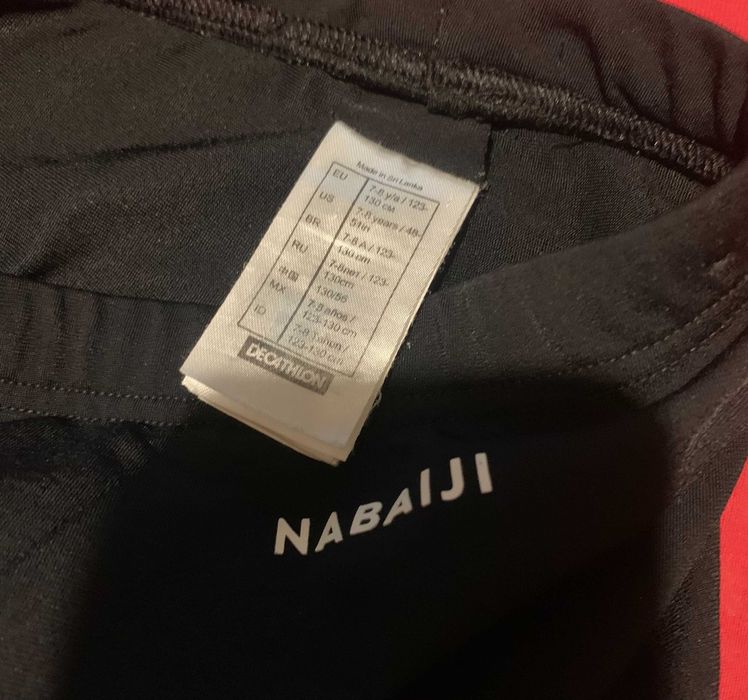 Made in Sri Lanka
EU 7-8 y/a / 123-
130 CM
US 7-8 years / 48-
51in
BR 7-8 A / 123-
130 cm
RU 7-8лет / 123-
130cm
中国 130/56
MX 7-8 años /
123-130 cm
ID 7-8 Tahun /
123-130 cm
DECATHLON
NABAIJI